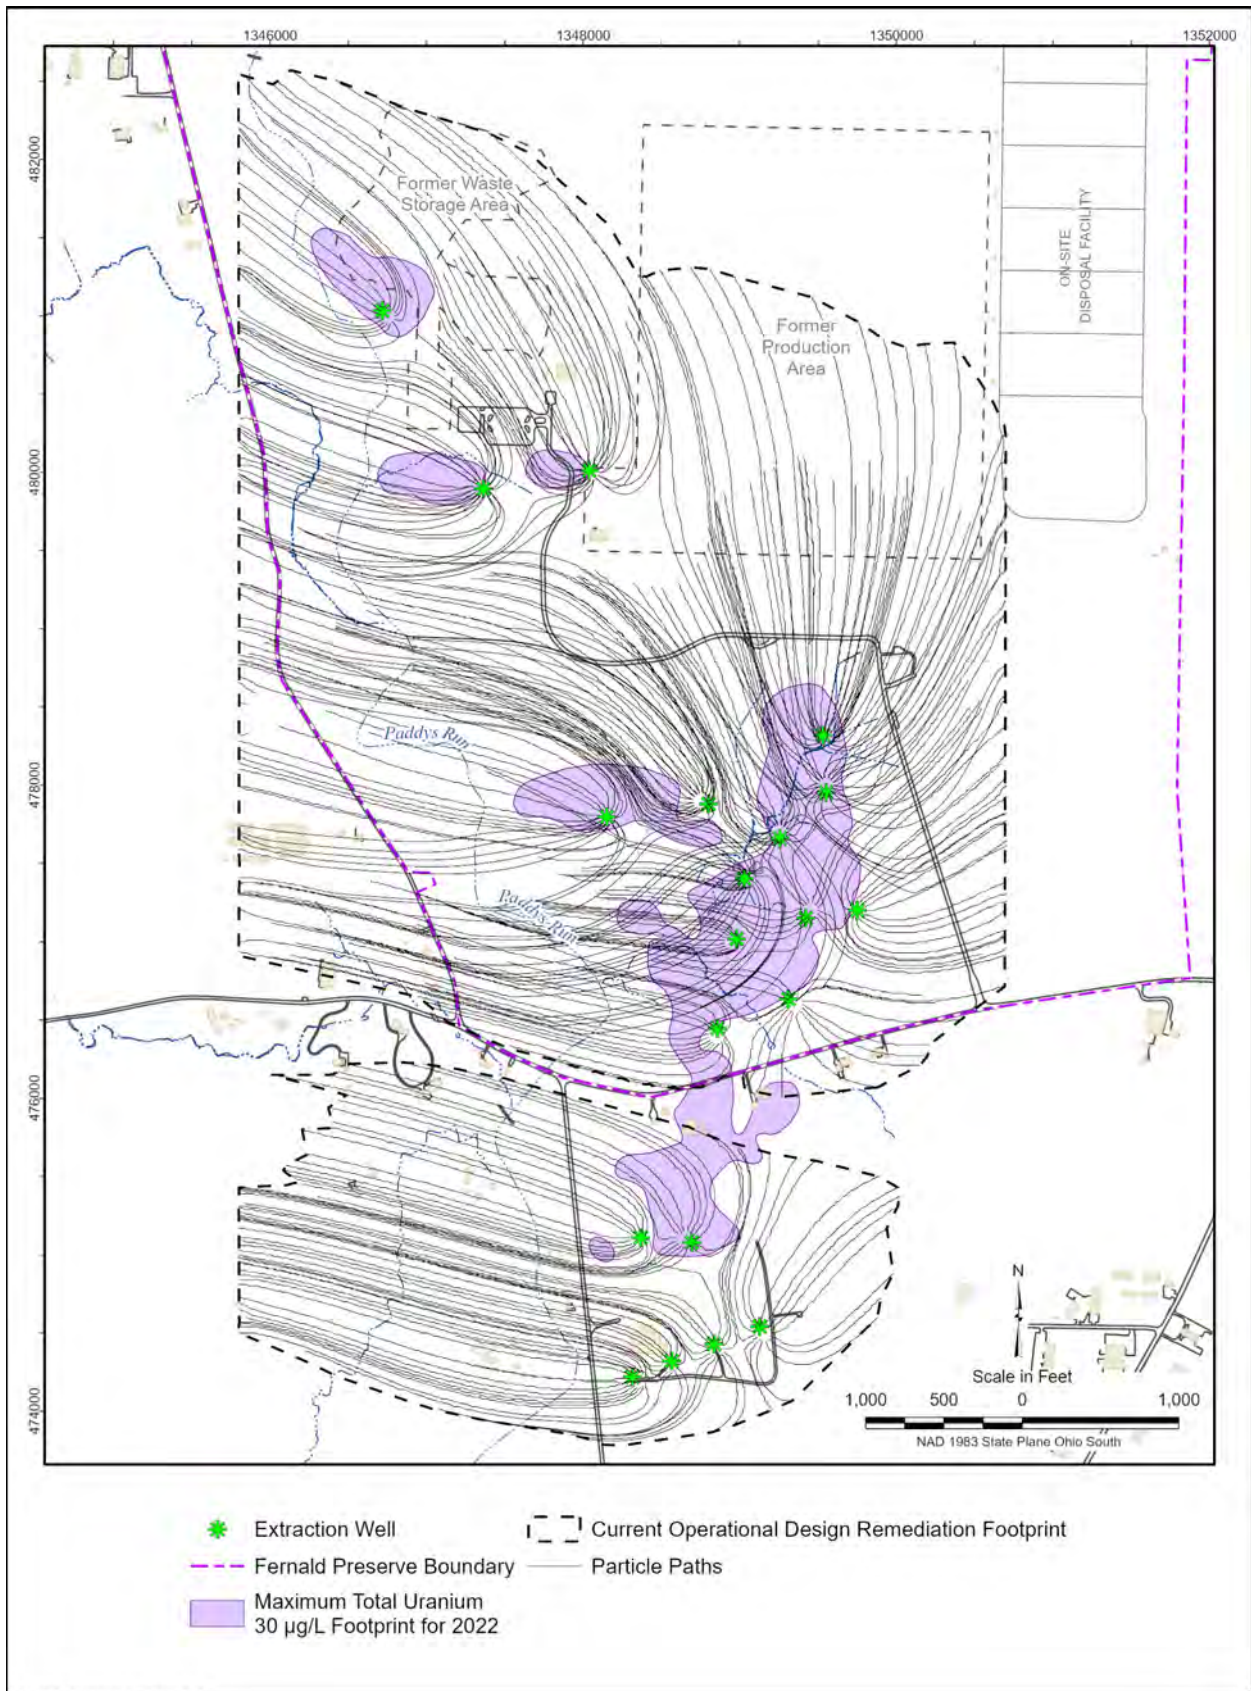 1346000
1348000
1350000
1352000
482000
480000
478000
476000
474000
Former Waste
Storage Area
Former
Production
Area
ON-SITE
DISPOSAL FACILITY
Paddys Run
Paddys Run
N
Scale in Feet
1,000
500
0
1,000
NAD 1983 State Plane Ohio South
Extraction Well
Current Operational Design Remediation Footprint
Fernald Preserve Boundary
Particle Paths
Maximum Total Uranium
30 µg/L Footprint for 2022